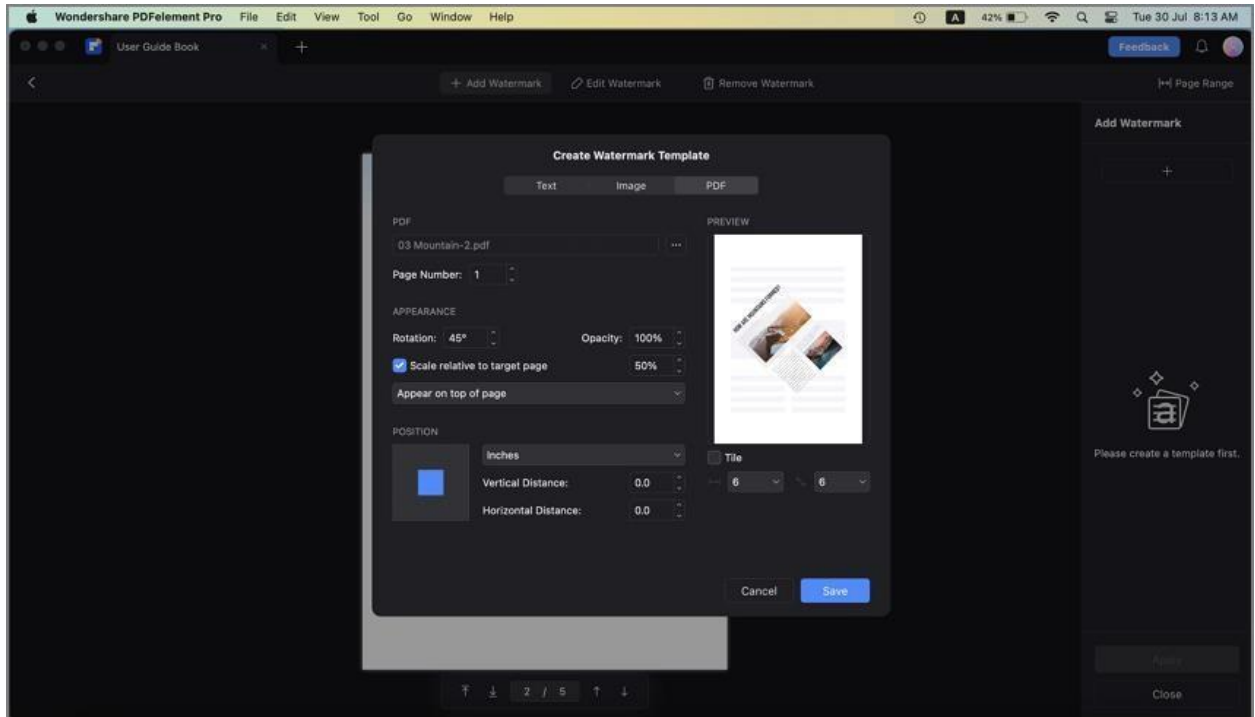 Wondershare PDFelement Pro File Edit View Tool Go Window Help A 42% Tue 30 Jul 8:13 AM
User Guide Book × + Feedback
+ Add Watermark Edit Watermark Remove Watermark Page Range
Add Watermark
+
Create Watermark Template
Text Image PDF
PDF
03 Mountain-2.pdf ...
Page Number: 1
APPEARANCE
Rotation: 45° Opacity: 100%
Scale relative to target page 50%
Appear on top of page
POSITION
Inches
Vertical Distance: 0.0
Horizontal Distance: 0.0
PREVIEW
HOW ARE MOUNTAINS FORMED?
Tile
6 6
Cancel Save
Please create a template first.
2 / 5
Apply
Close